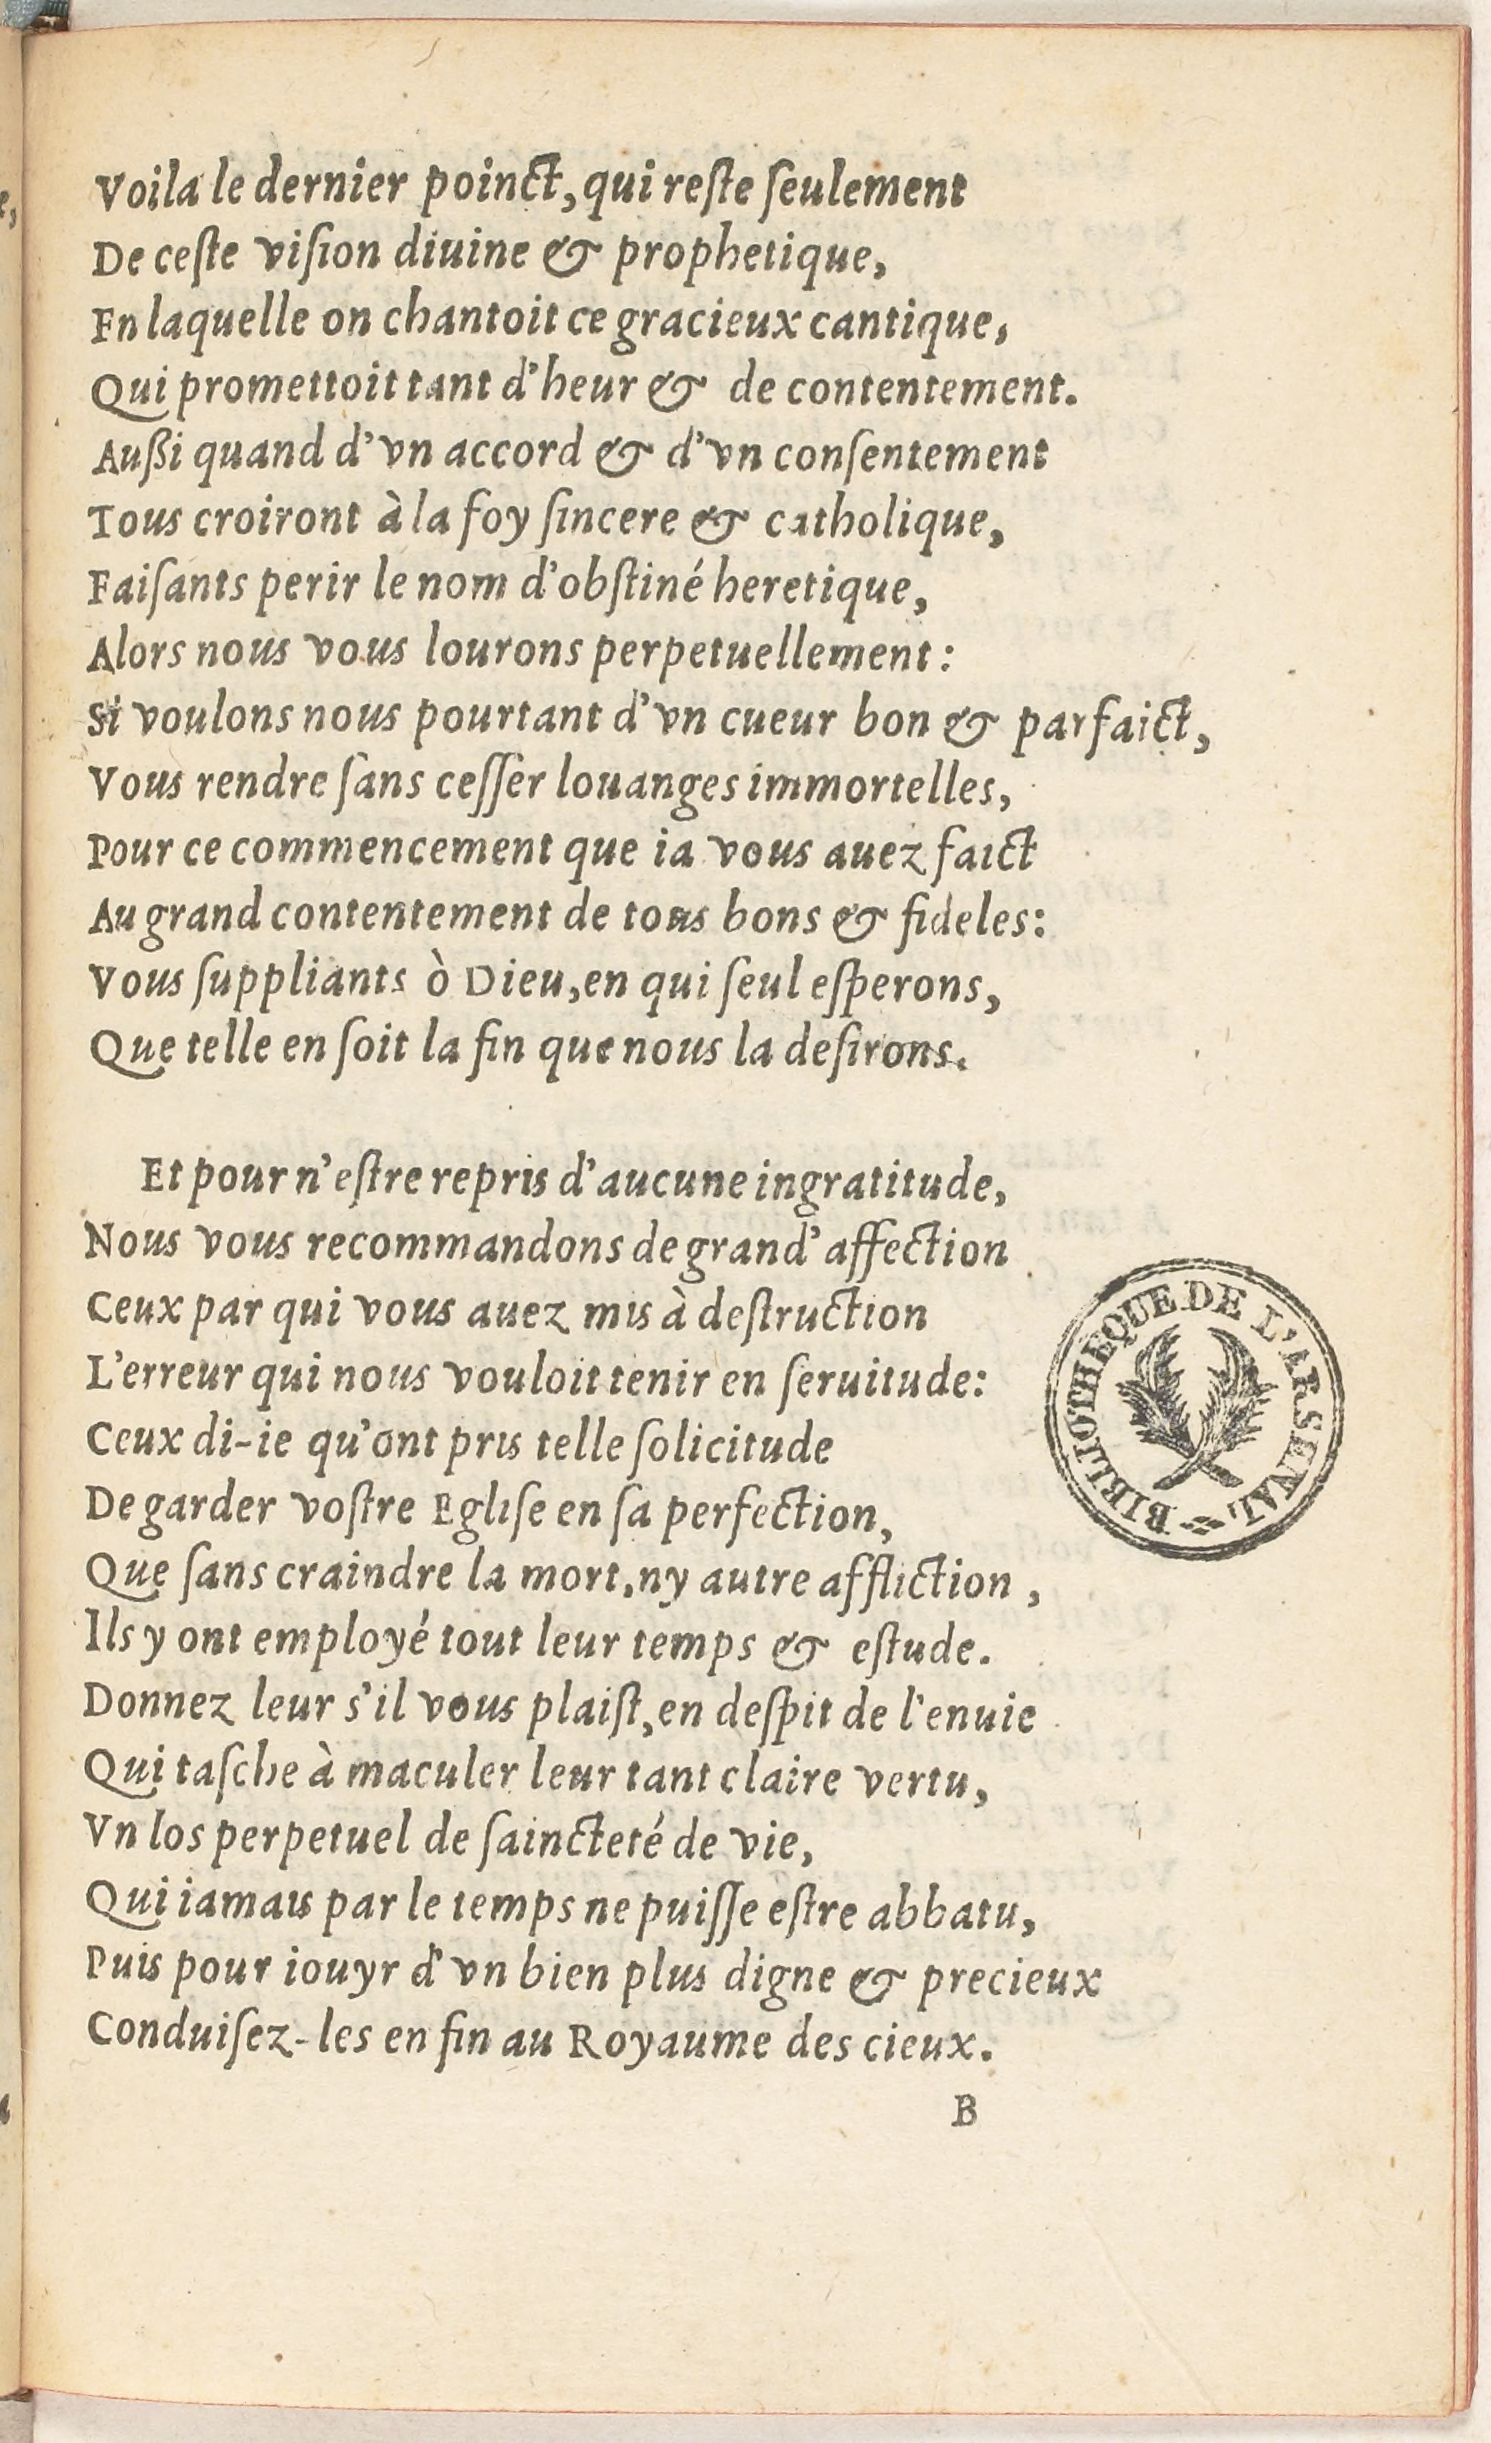 Voila le dernier poinct, qui reſte ſeulement
De ceſte viſion diuine & prophetique,
En laquelle on chantoit ce gracieux cantique,
Qui promettoit tant d'heur & de contentement.
Außi quand d'vn accord & d'vn conſentement
Tous croiront à la foy ſincere & catholique,
Faiſants perir le nom d'obſtiné heretique,
Alors nous vous lourons perpetuellement:
Si voulons nous pourtant d'vn cueur bon & parfaict,
Vous rendre ſans ceſſer louanges immortelles,
Pour ce commencement que ia vous auez faict
Au grand contentement de tous bons & fideles:
Vous ſuppliants ò Dieu, en qui ſeul eſperons,
Que telle en ſoit la fin que nous la deſirons.
Et pour n'eſtre repris d'aucune ingratitude,
Nous vous recommandons de grand' affection
Ceux par qui vous auez mis à deſtruction
L'erreur qui nous vouloit tenir en ſeruitude:
Ceux di-ie qu'ont pris telle ſolicitude
De garder voſtre Egliſe en ſa perfection,
Que ſans craindre la mort, ny autre affliction,
Ils y ont employé tout leur temps & eſtude.
Donnez leur s'il vous plaiſt, en deſpit de l'enuie
Qui taſche à maculer leur tant claire vertu,
Vn los perpetuel de ſaincteté de vie,
Qui iamais par le temps ne puiſſe eſtre abbatu,
Puis pour iouyr d'vn bien plus digne & precieux
Conduiſez-les en fin au Royaume des cieux.
B
BIBLIOTHEQUE DE L'ARSENAL